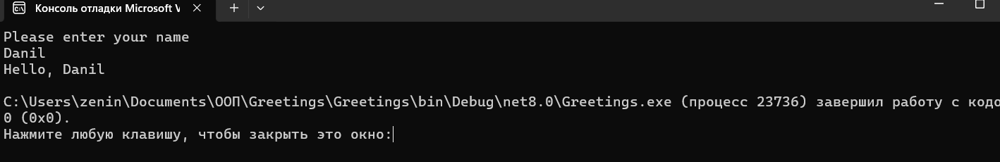 Консоль отладки Microsoft V
Please enter your name
Danil
Hello, Danil
C:\Users\zenin\Documents\ООП\Greetings\Greetings\bin\Debug\net8.0\Greetings.exe (процесс 23736) завершил работу с кодо
0 (0x0).
Нажмите любую клавишу, чтобы закрыть это окно: